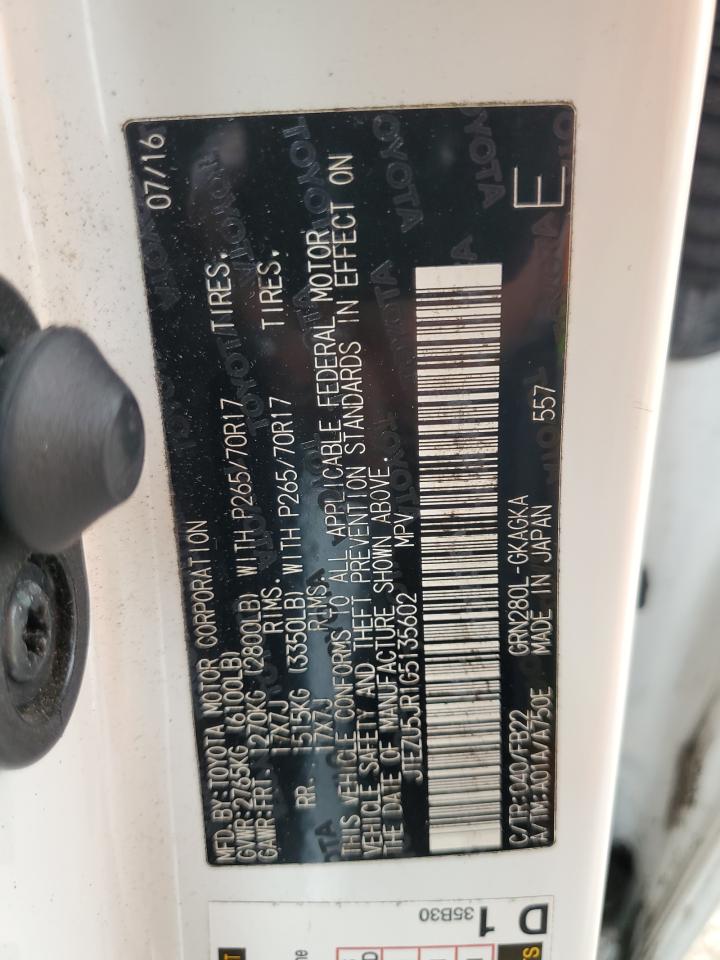 MFD. BY: TOYOTA MOTOR CORPORATION 07/16
GVWR: 2765KG (6100LB)
GAWR: FRT. 1270KG (2800LB) WITH P265/70R17 TIRES.
17X7J RIMS.
RR. 1515KG (3350LB) WITH P265/70R17 TIRES.
17X7J RIMS.
THIS VEHICLE CONFORMS TO ALL APPLICABLE FEDERAL MOTOR
VEHICLE SAFETY AND THEFT PREVENTION STANDARDS IN EFFECT ON
THE DATE OF MANUFACTURE SHOWN ABOVE.
JTEZU5JR1G5135602 MPV
C/TR: 040/FB22 GRN280L-GKAGKA
A/TM: A01A/A750E MADE IN JAPAN 557
E
D 1
35B30